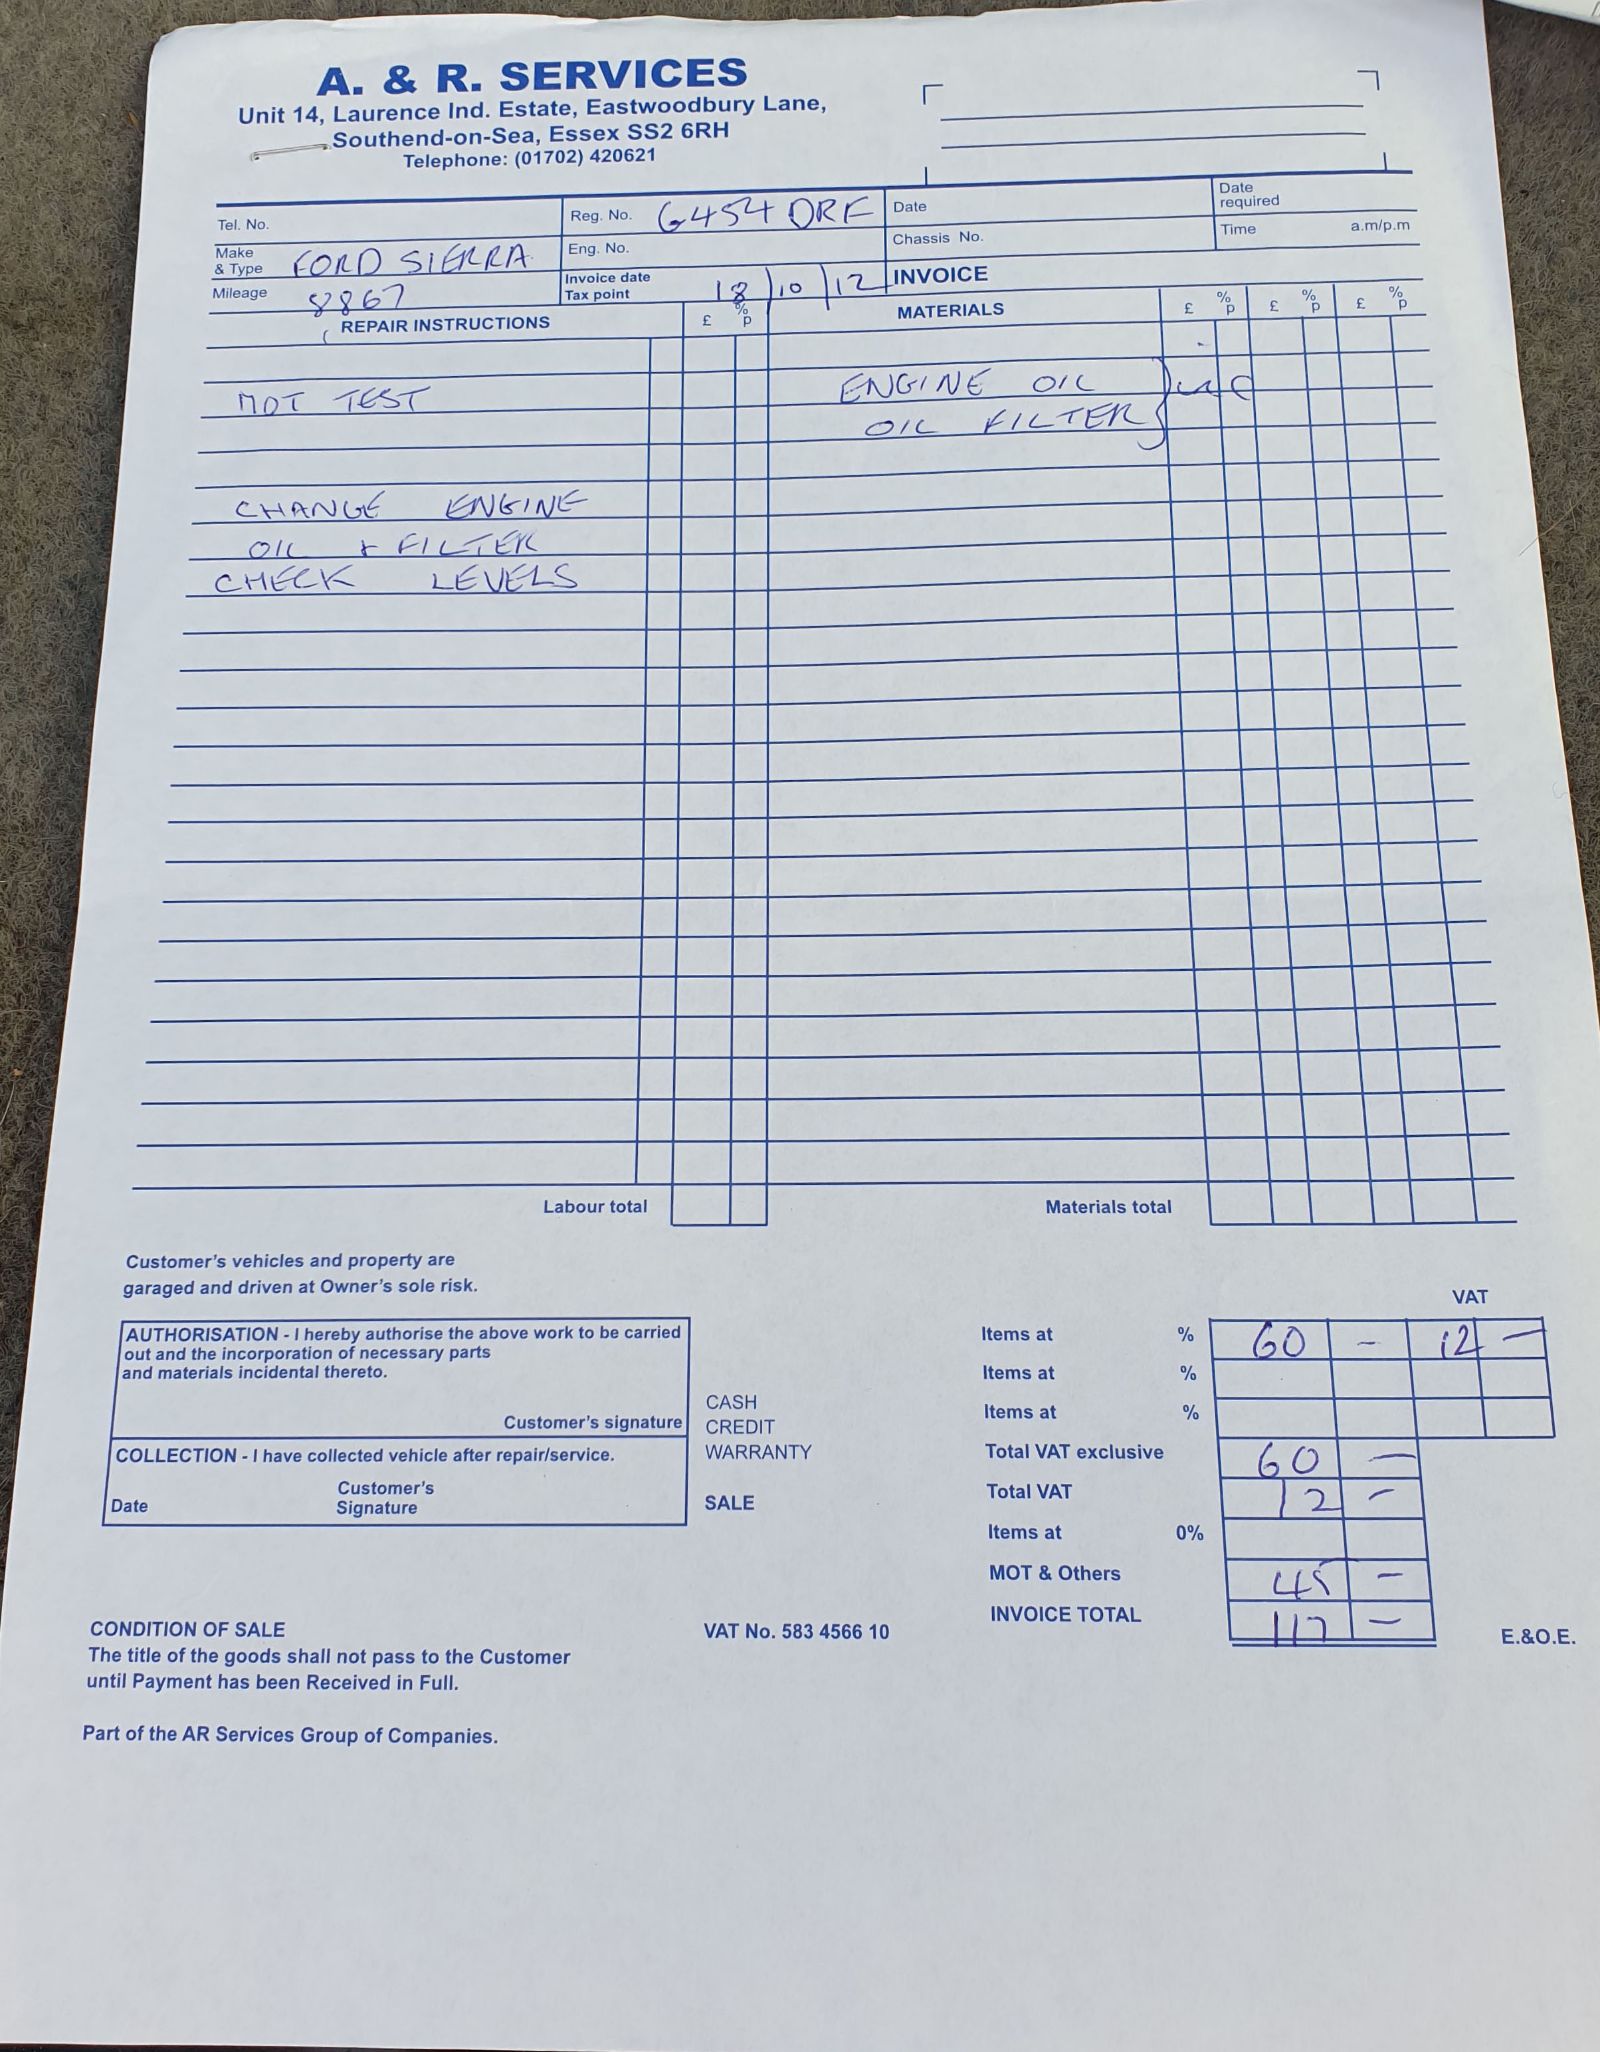 A. & R. SERVICES
Unit 14, Laurence Ind. Estate, Eastwoodbury Lane,
Southend-on-Sea, Essex SS2 6RH
Telephone: (01702) 420621
Tel. No.
Reg. No. G454 DRF
Date
Date required
Make & Type FORD SIERRA
Eng. No.
Chassis No.
Time a.m/p.m
Mileage 8867
Invoice date Tax point 18/10/12
INVOICE
REPAIR INSTRUCTIONS £ % p MATERIALS £ % p £ % p £ % p
MOT TEST
ENGINE OIL
OIL FILTER
CHANGE ENGINE
OIL & FILTER
CHECK LEVELS
Labour total
Materials total
Customer's vehicles and property are
garaged and driven at Owner's sole risk.
AUTHORISATION - I hereby authorise the above work to be carried
out and the incorporation of necessary parts
and materials incidental thereto.
Customer's signature
COLLECTION - I have collected vehicle after repair/service.
Date
Customer's
Signature
CASH
CREDIT
WARRANTY
SALE
VAT
Items at % 60 - 12 -
Items at %
Items at %
Total VAT exclusive 60 -
Total VAT 12 -
Items at 0%
MOT & Others 45 -
INVOICE TOTAL 117 -
E.&O.E.
CONDITION OF SALE
The title of the goods shall not pass to the Customer
until Payment has been Received in Full.
VAT No. 583 4566 10
Part of the AR Services Group of Companies.